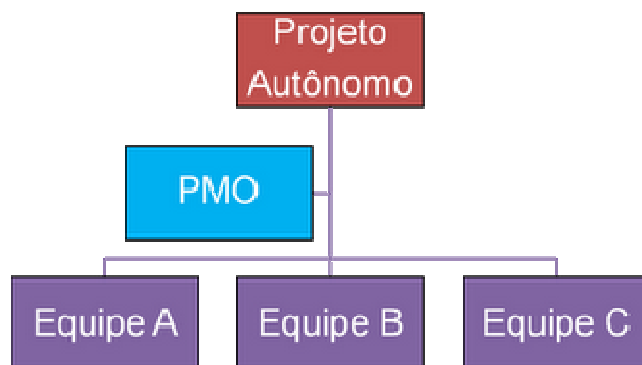 Projeto
Autônomo
PMO
Equipe A
Equipe B
Equipe C